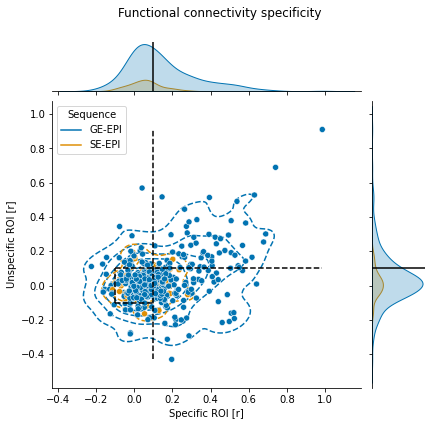 Functional connectivity specificity
Sequence
GE-EPI
SE-EPI
Unspecific ROI [r]
1.0
0.8
0.6
0.4
0.2
0.0
−0.2
−0.4
−0.4 −0.2 0.0 0.2 0.4 0.6 0.8 1.0
Specific ROI [r]